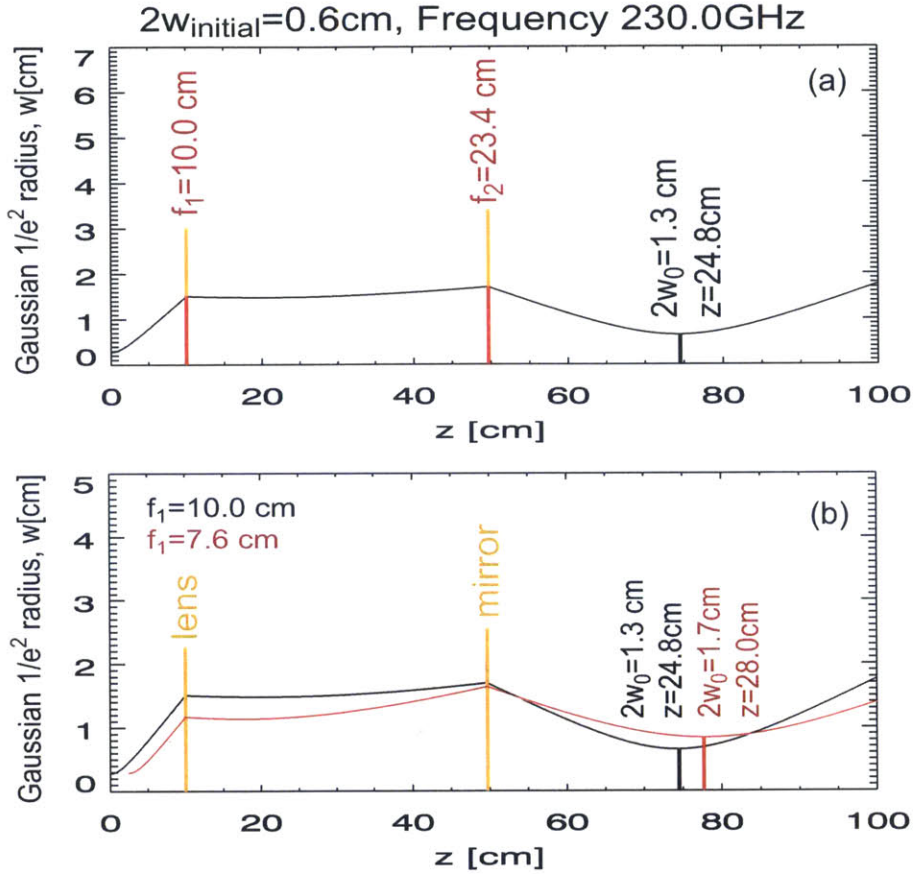 2w_initial=0.6cm, Frequency 230.0GHz
(a)
Gaussian 1/e² radius, w[cm]
7
6
5
4
3
2
1
0
f₁=10.0 cm
f₂=23.4 cm
2w₀=1.3 cm
z=24.8cm
0 20 40 60 80 100
z [cm]
(b)
Gaussian 1/e² radius, w[cm]
5
4
3
2
1
0
f₁=10.0 cm
f₁=7.6 cm
lens
mirror
2w₀=1.3 cm
z=24.8cm
2w₀=1.7cm
z=28.0cm
0 20 40 60 80 100
z [cm]